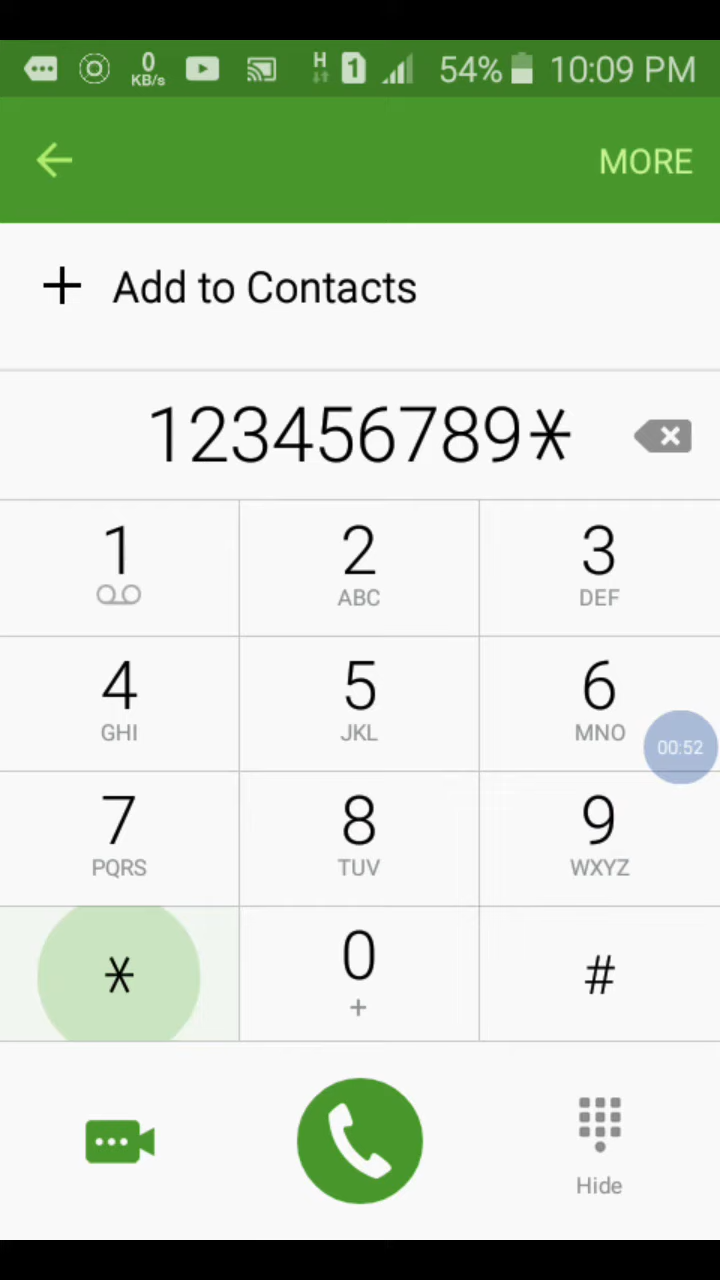 0 KB/s H 1 54% 10:09 PM
MORE
+ Add to Contacts
123456789*
1 2 3
ABC DEF
4 5 6
GHI JKL MNO
00:52
7 8 9
PQRS TUV WXYZ
* 0 #
+
Hide